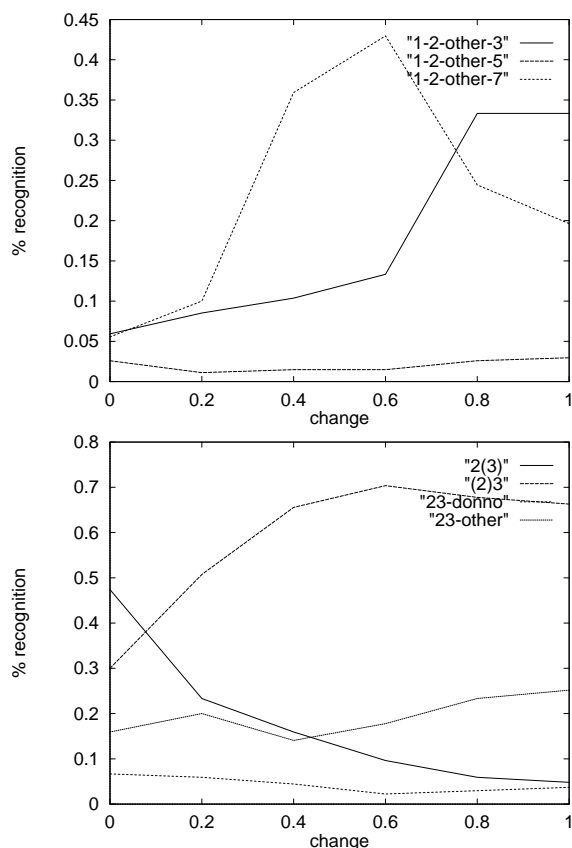 0.45
"1-2-other-3"
0.4
"1-2-other-5"
"1-2-other-7"
0.35
0.3
0.25
% recognition
0.2
0.15
0.1
0.05
0
0 0.2 0.4 0.6 0.8 1
change
0.8
"2(3)"
"(2)3"
0.7
"23-donno"
"23-other"
0.6
0.5
0.4
% recognition
0.3
0.2
0.1
0
0 0.2 0.4 0.6 0.8 1
change